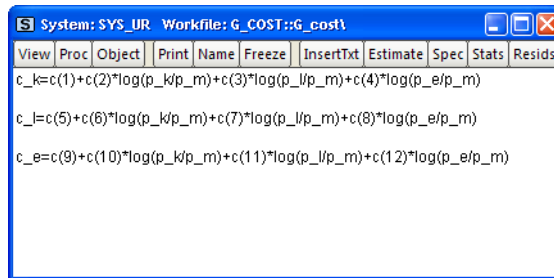 S System: SYS_UR Workfile: G_COST::G_cost\
View Proc Object Print Name Freeze InsertTxt Estimate Spec Stats Resids
c_k=c(1)+c(2)*log(p_k/p_m)+c(3)*log(p_l/p_m)+c(4)*log(p_e/p_m)
c_l=c(5)+c(6)*log(p_k/p_m)+c(7)*log(p_l/p_m)+c(8)*log(p_e/p_m)
c_e=c(9)+c(10)*log(p_k/p_m)+c(11)*log(p_l/p_m)+c(12)*log(p_e/p_m)